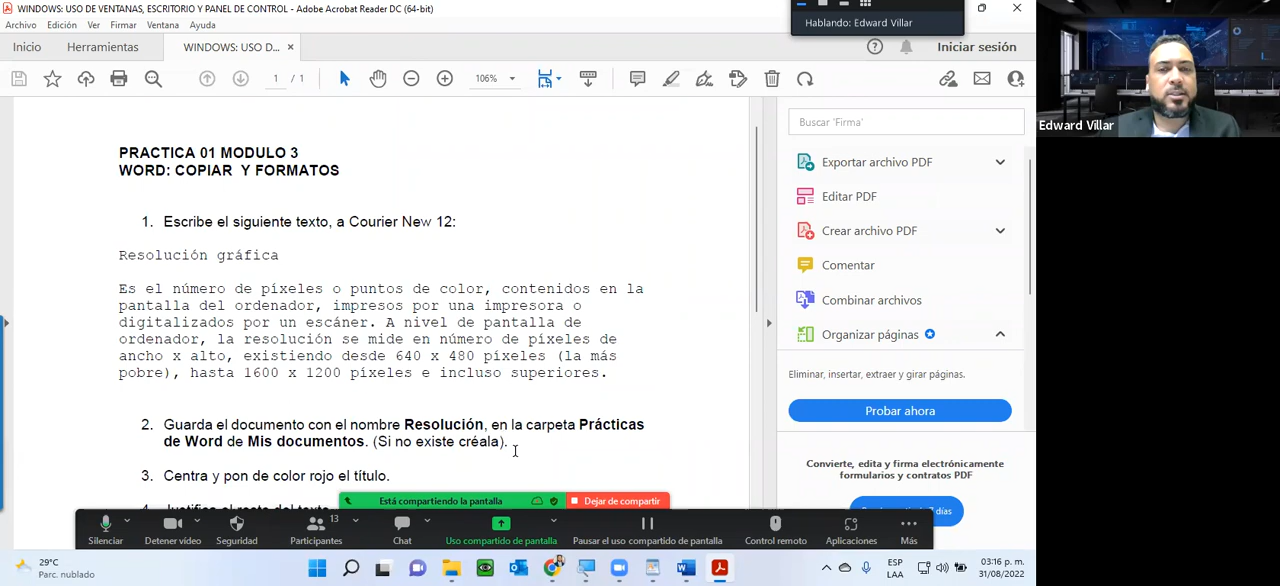 WINDOWS: USO DE VENTANAS, ESCRITORIO Y PANEL DE CONTROL - Adobe Acrobat Reader DC (64-bit)
Hablando: Edward Villar
Archivo Edición Ver Firmar Ventana Ayuda
Inicio Herramientas WINDOWS: USO D... × Iniciar sesión
1 / 1 106%
Edward Villar
Buscar 'Firma'
PRACTICA 01 MODULO 3
WORD: COPIAR Y FORMATOS
1. Escribe el siguiente texto, a Courier New 12:
Resolución gráfica
Es el número de píxeles o puntos de color, contenidos en la
pantalla del ordenador, impresos por una impresora o
digitalizados por un escáner. A nivel de pantalla de
ordenador, la resolución se mide en número de píxeles de
ancho x alto, existiendo desde 640 x 480 píxeles (la más
pobre), hasta 1600 x 1200 píxeles e incluso superiores.
2. Guarda el documento con el nombre Resolución, en la carpeta Prácticas
de Word de Mis documentos. (Si no existe créala).
3. Centra y pon de color rojo el título.
4. Justifica el resto del texto
Exportar archivo PDF
Editar PDF
Crear archivo PDF
Comentar
Combinar archivos
Organizar páginas
Eliminar, insertar, extraer y girar páginas.
Probar ahora
Convierte, edita y firma electrónicamente
formularios y contratos PDF
7 días
Está compartiendo la pantalla Dejar de compartir
13
Silenciar Detener vídeo Seguridad Participantes Chat Uso compartido de pantalla Pausar el uso compartido de pantalla Control remoto Aplicaciones Más
29°C
Parc. nublado
ESP
LAA
03:16 p. m.
31/08/2022